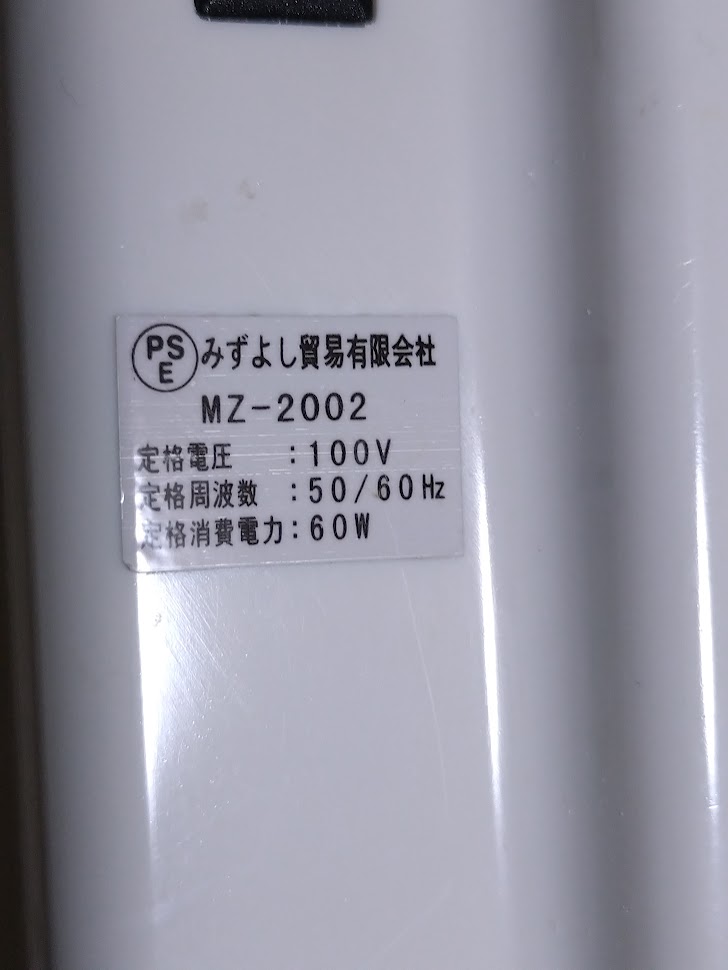 PSE みずよし貿易有限会社
MZ-2002
定格電圧 :100V
定格周波数 :50/60Hz
定格消費電力:60W